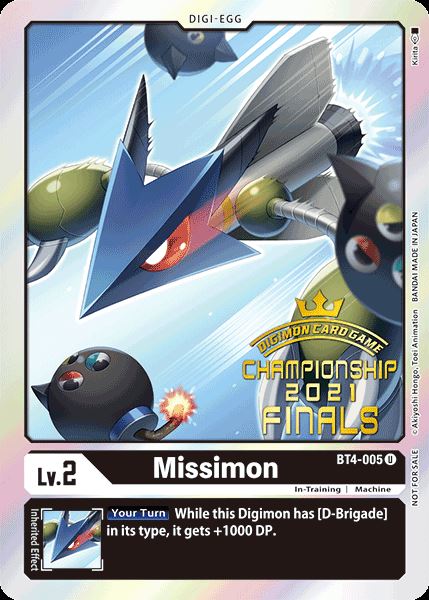 DIGI-EGG
Kirita
DIGIMON CARD GAME
CHAMPIONSHIP
2021
FINALS
© Akiyoshi Hongo, Toei Animation BANDAI MADE IN JAPAN
NOT FOR SALE
Lv.2
Missimon
BT4-005 U
In-Training | Machine
Inherited Effect
Your Turn While this Digimon has [D-Brigade]
in its type, it gets +1000 DP.